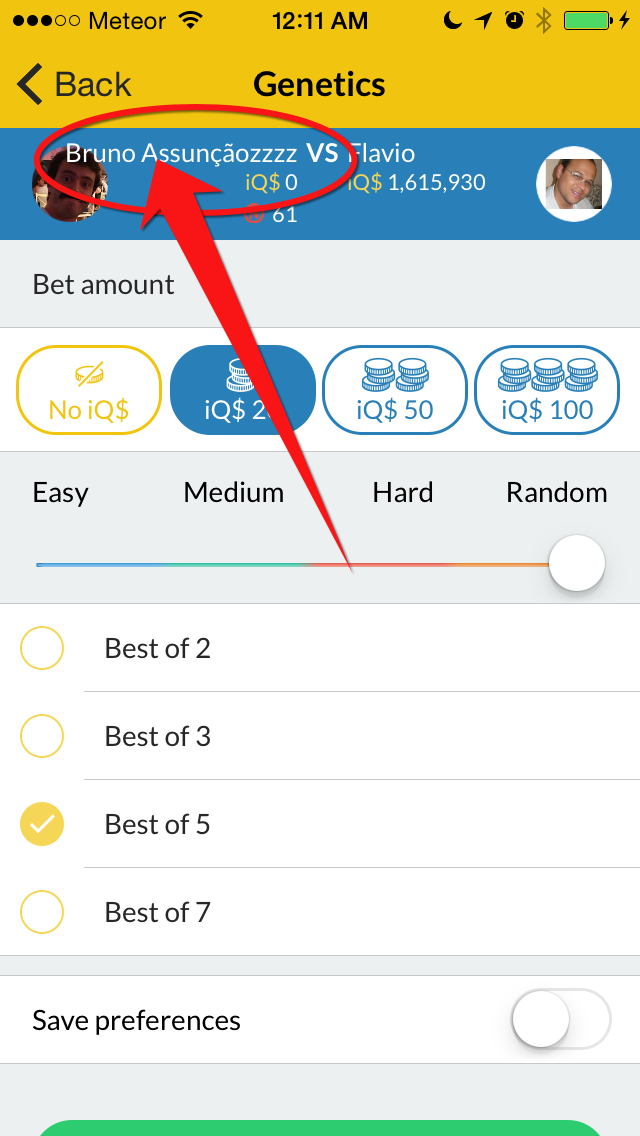 Meteor 12:11 AM
Back Genetics
Bruno Assunçãozzzz VS Flavio
iQ$ 0 iQ$ 1,615,930
61
Bet amount
No iQ$ iQ$ 20 iQ$ 50 iQ$ 100
Easy Medium Hard Random
Best of 2
Best of 3
Best of 5
Best of 7
Save preferences